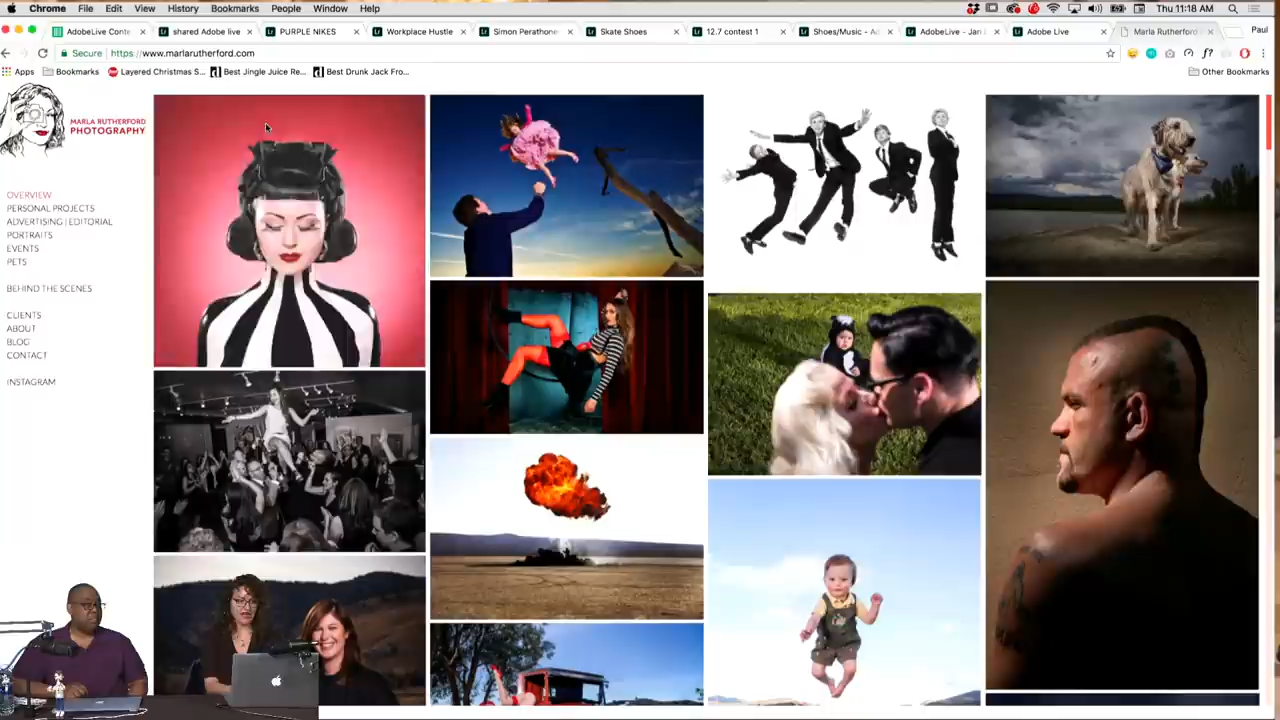 Chrome File Edit View History Bookmarks People Window Help
Thu 11:18 AM
AdobeLive Conte
shared Adobe live
PURPLE NIKES
Workplace Hustle
Simon Perathone
Skate Shoes
12.7 contest 1
Shoes/Music - Ad
AdobeLive - Jan
Adobe Live
Marla Rutherford
Paul
Secure https://www.marlarutherford.com
Apps
Bookmarks
Layered Christmas S...
Best Jingle Juice Re...
Best Drunk Jack Fro...
Other Bookmarks
MARLA RUTHERFORD
PHOTOGRAPHY
OVERVIEW
PERSONAL PROJECTS
ADVERTISING | EDITORIAL
PORTRAITS
EVENTS
PETS
BEHIND THE SCENES
CLIENTS
ABOUT
BLOG
CONTACT
INSTAGRAM